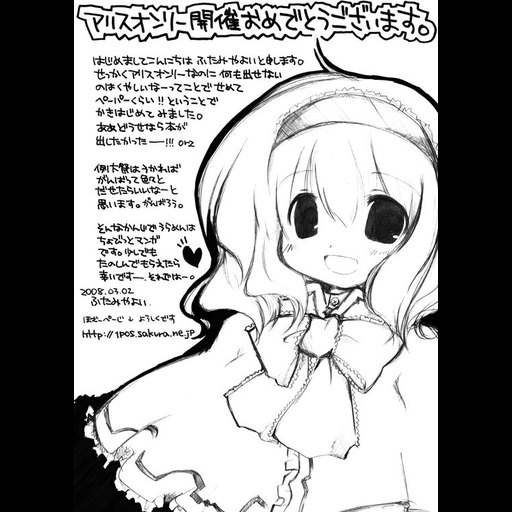 アリスオンリー開催おめでとうございます。
はじめましてこんにちは ふたみやよいと申します。
せっかくアリスオンリーなのに 何も出せない
のはくやしいなーってことで せめて
ペーパーくらい!! ということで
かきはじめてみました。
ああどうせなら本が
出したかったー!!! orz
例大祭はうかれば
がんばって色々と
だせたらいいなーと
思います。がんばろう。
そんなかんじでうらめんは
ちょびっとマンガ
です。少しでも
たのしんでもらえたら
幸いですー。それではー。
2008.03.02
ふたみやよい
ほむーぺーじ ↓ よろしくです
http://1pos.sakura.ne.jp